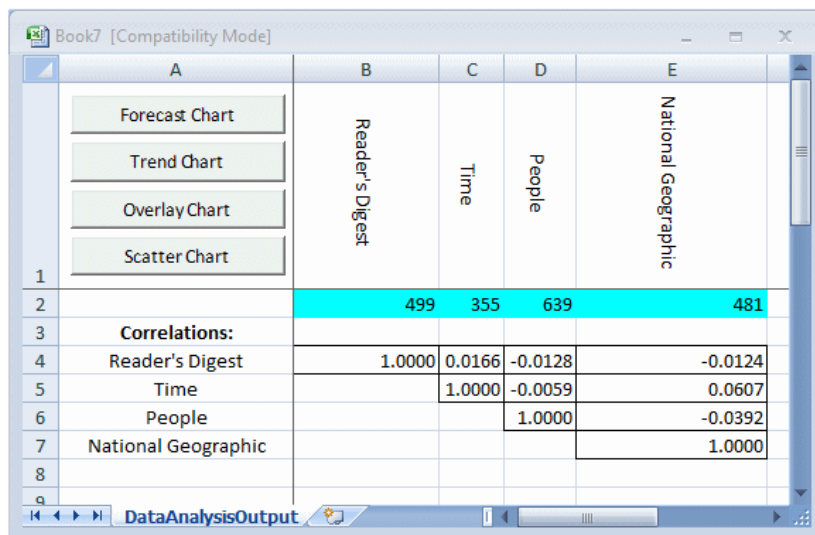 Book7 [Compatibility Mode]
A B C D E
Forecast Chart
Trend Chart
Overlay Chart
Scatter Chart
Reader's Digest
Time
People
National Geographic
1
2 499 355 639 481
3 Correlations:
4 Reader's Digest 1.0000 0.0166 -0.0128 -0.0124
5 Time 1.0000 -0.0059 0.0607
6 People 1.0000 -0.0392
7 National Geographic 1.0000
8
9
DataAnalysisOutput